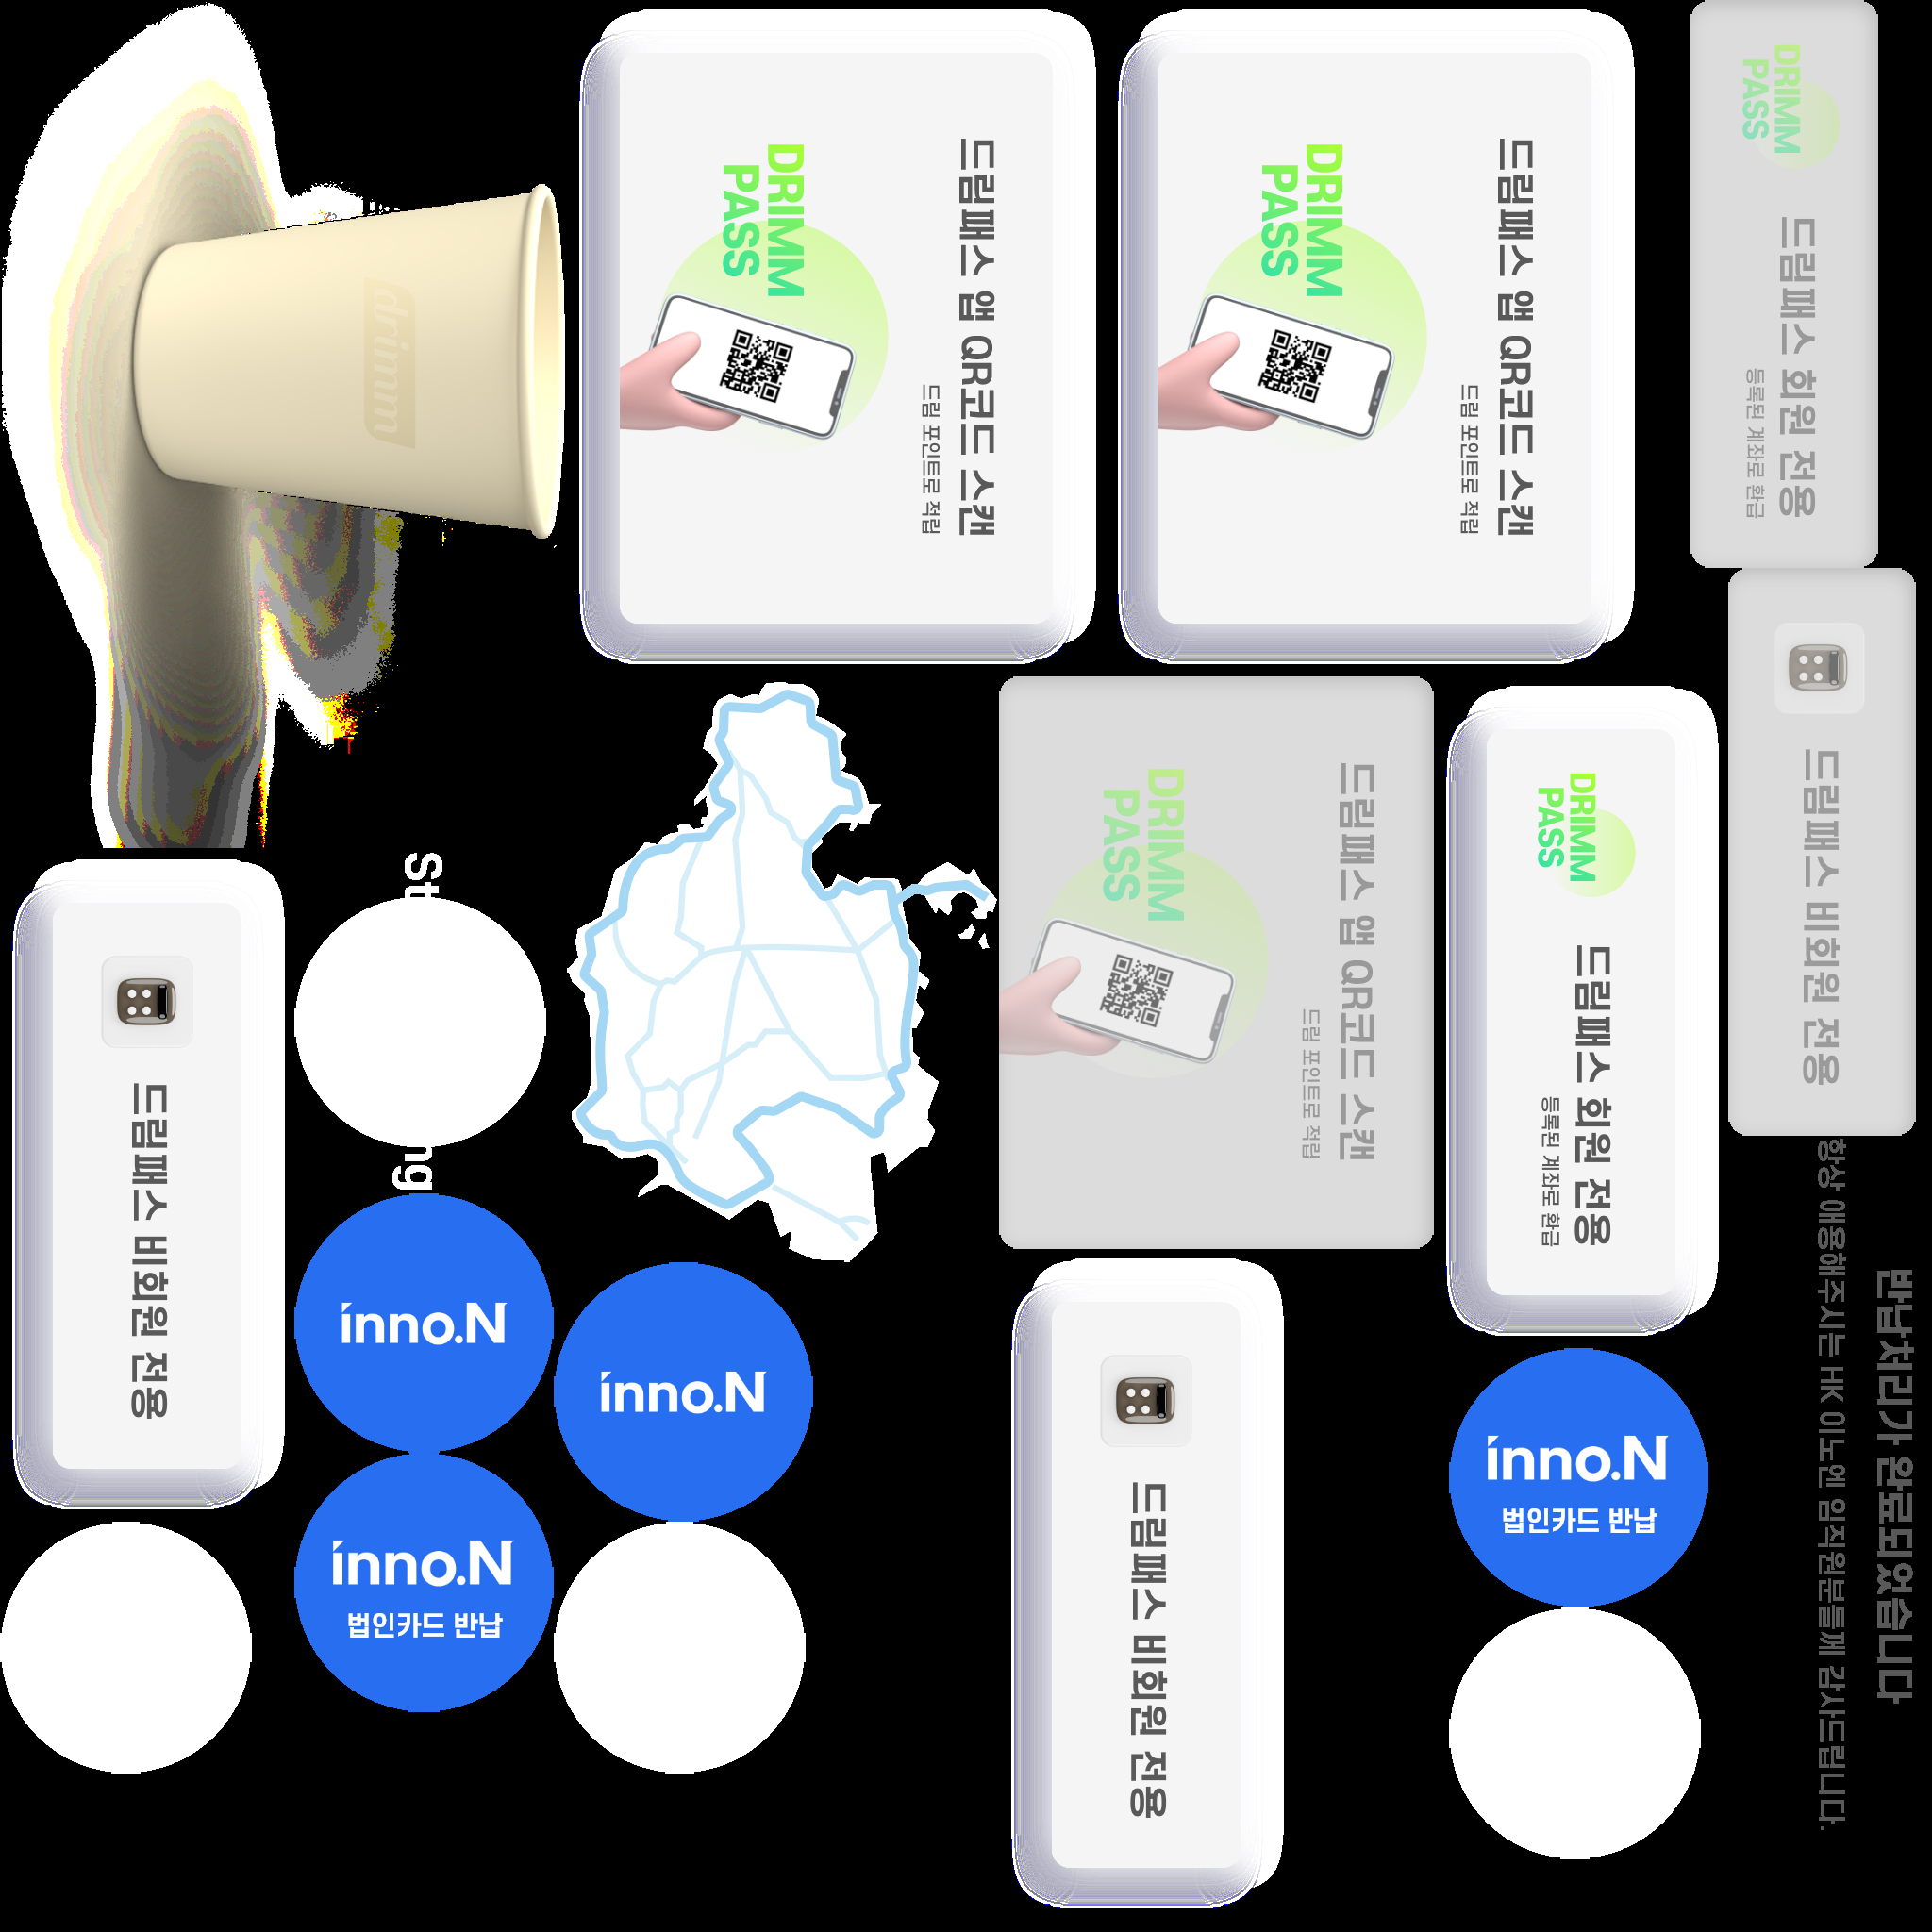 drimm
DRIMM
PASS
드림패스 앱 QR코드 스캔
드림 포인트로 적립
DRIMM
PASS
드림패스 앱 QR코드 스캔
드림 포인트로 적립
DRIMM
PASS
드림패스 회원 전용
등록된 계좌로 환급
드림패스 비회원 전용
DRIMM
PASS
드림패스 앱 QR코드 스캔
드림 포인트로 적립
DRIMM
PASS
드림패스 회원 전용
등록된 계좌로 환급
드림패스 비회원 전용
inno.N
inno.N
inno.N
법인카드 반납
드림패스 비회원 전용
inno.N
법인카드 반납
반납처리가 완료되었습니다
항상 애용해주시는 HK 이노엔 임직원분들께 감사드립니다.